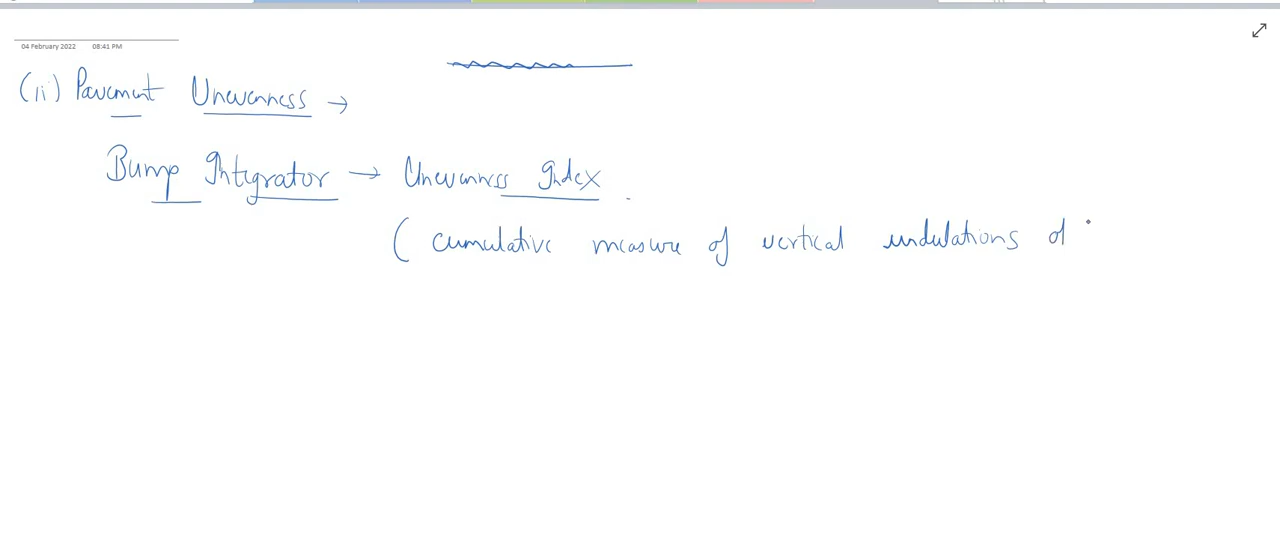 04 February 2022 08:41 PM
(ii) Pavement Unevenness →
Bump Integrator → Unevenness Index
( cumulative measure of vertical undulations of